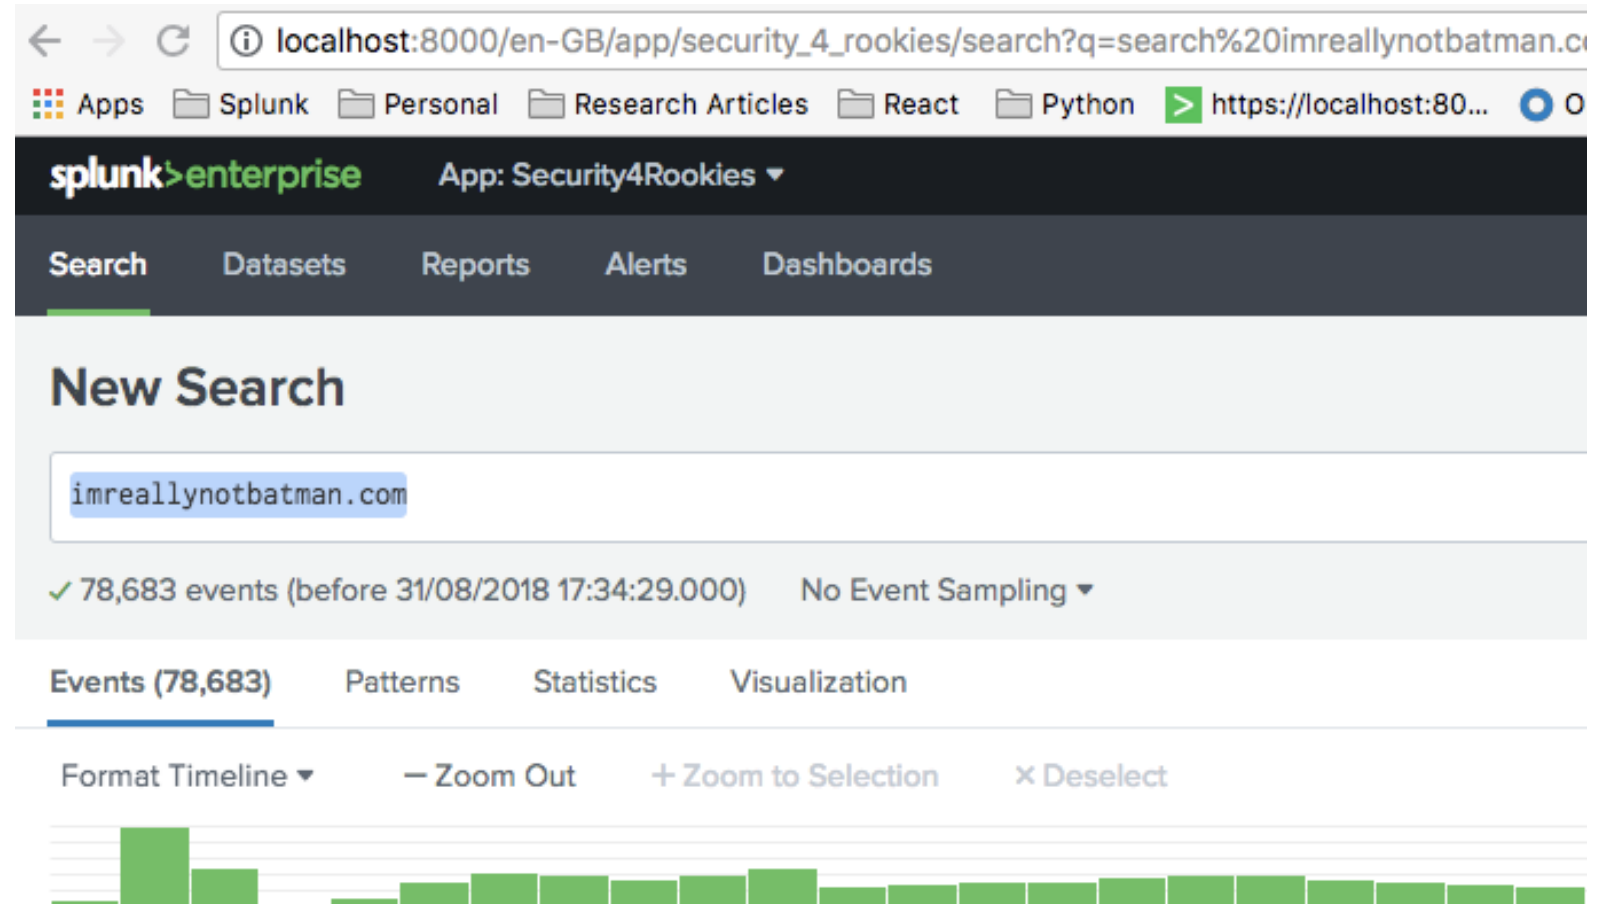 localhost:8000/en-GB/app/security_4_rookies/search?q=search%20imreallynotbatman.c
Apps Splunk Personal Research Articles React Python https://localhost:80... O
splunk>enterprise App: Security4Rookies
Search Datasets Reports Alerts Dashboards
New Search
imreallynotbatman.com
78,683 events (before 31/08/2018 17:34:29.000) No Event Sampling
Events (78,683) Patterns Statistics Visualization
Format Timeline — Zoom Out + Zoom to Selection × Deselect